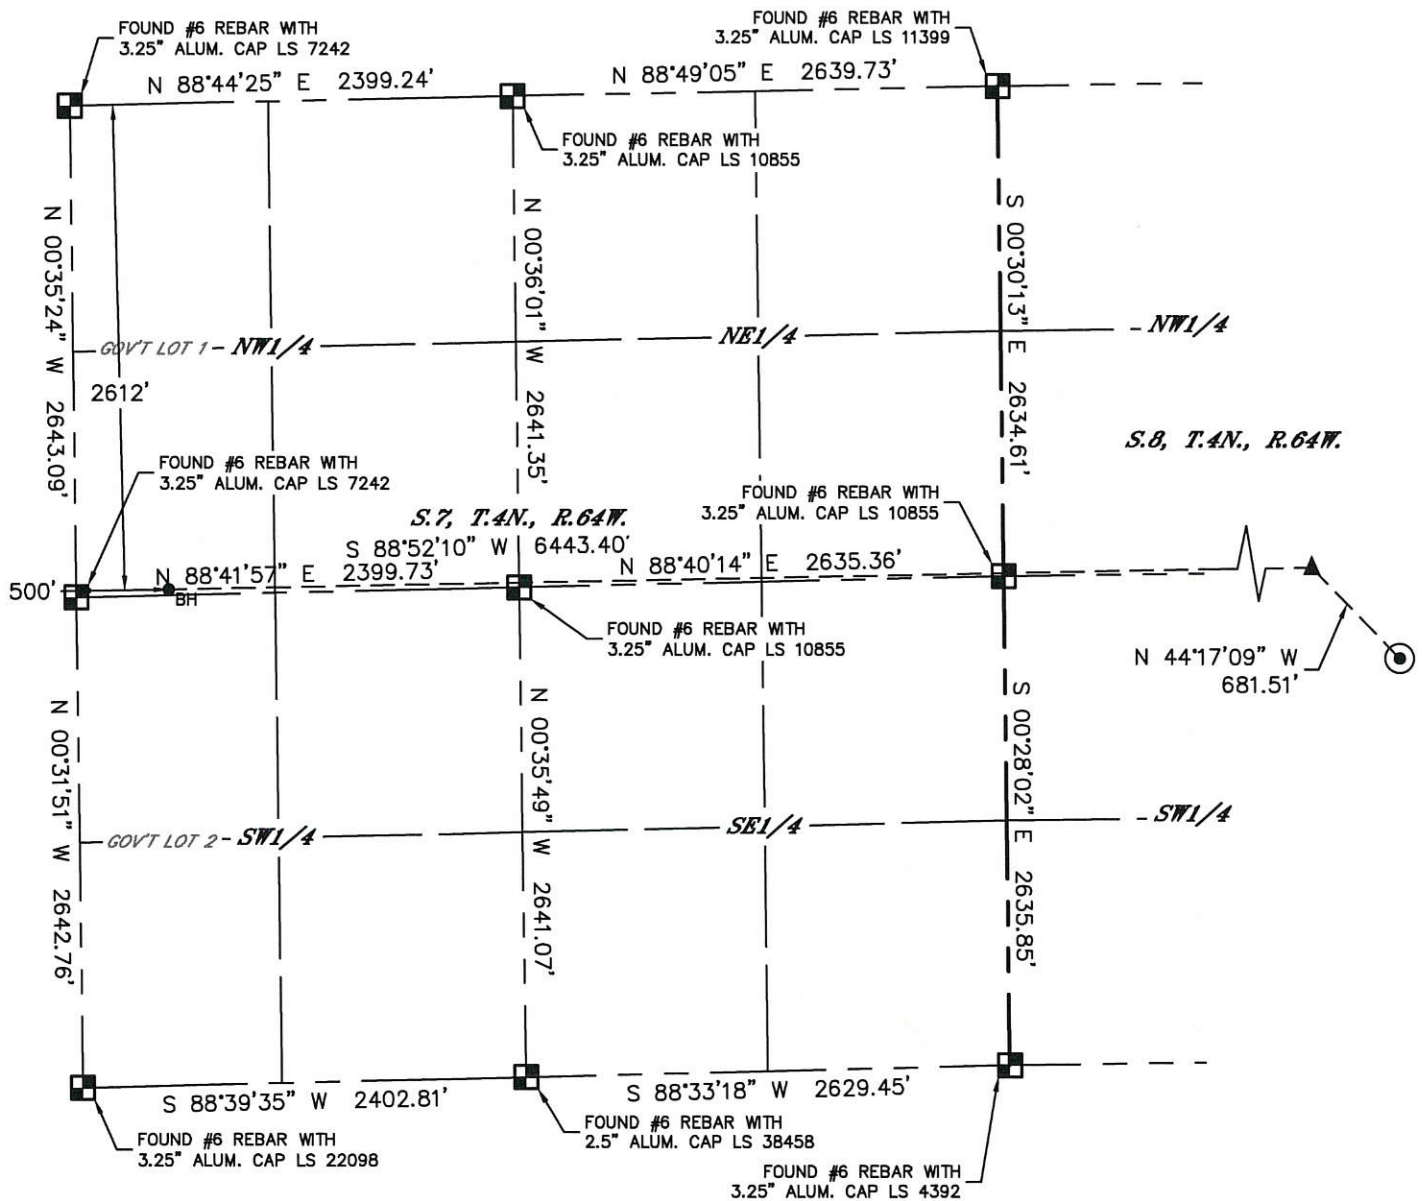 FOUND #6 REBAR WITH
3.25" ALUM. CAP LS 7242
FOUND #6 REBAR WITH
3.25" ALUM. CAP LS 11399
N 88°44'25" E 2399.24'
N 88°49'05" E 2639.73'
FOUND #6 REBAR WITH
3.25" ALUM. CAP LS 10855
N 00°35'24" W 2643.09'
N 00°36'01" W 2641.35'
S 00°30'13" E 2634.61'
GOV'T LOT 1
NW1/4
NE1/4
NW1/4
2612'
S.8, T.4N., R.64W.
FOUND #6 REBAR WITH
3.25" ALUM. CAP LS 7242
FOUND #6 REBAR WITH
3.25" ALUM. CAP LS 10855
S.7, T.4N., R.64W.
S 88°52'10" W 6443.40'
N 88°41'57" E 2399.73'
N 88°40'14" E 2635.36'
500'
BH
FOUND #6 REBAR WITH
3.25" ALUM. CAP LS 10855
N 44°17'09" W
681.51'
N 00°31'51" W 2642.76'
N 00°35'49" W 2641.07'
S 00°28'02" E 2635.85'
GOV'T LOT 2
SW1/4
SE1/4
SW1/4
S 88°39'35" W 2402.81'
S 88°33'18" W 2629.45'
FOUND #6 REBAR WITH
3.25" ALUM. CAP LS 22098
FOUND #6 REBAR WITH
2.5" ALUM. CAP LS 38458
FOUND #6 REBAR WITH
3.25" ALUM. CAP LS 4392